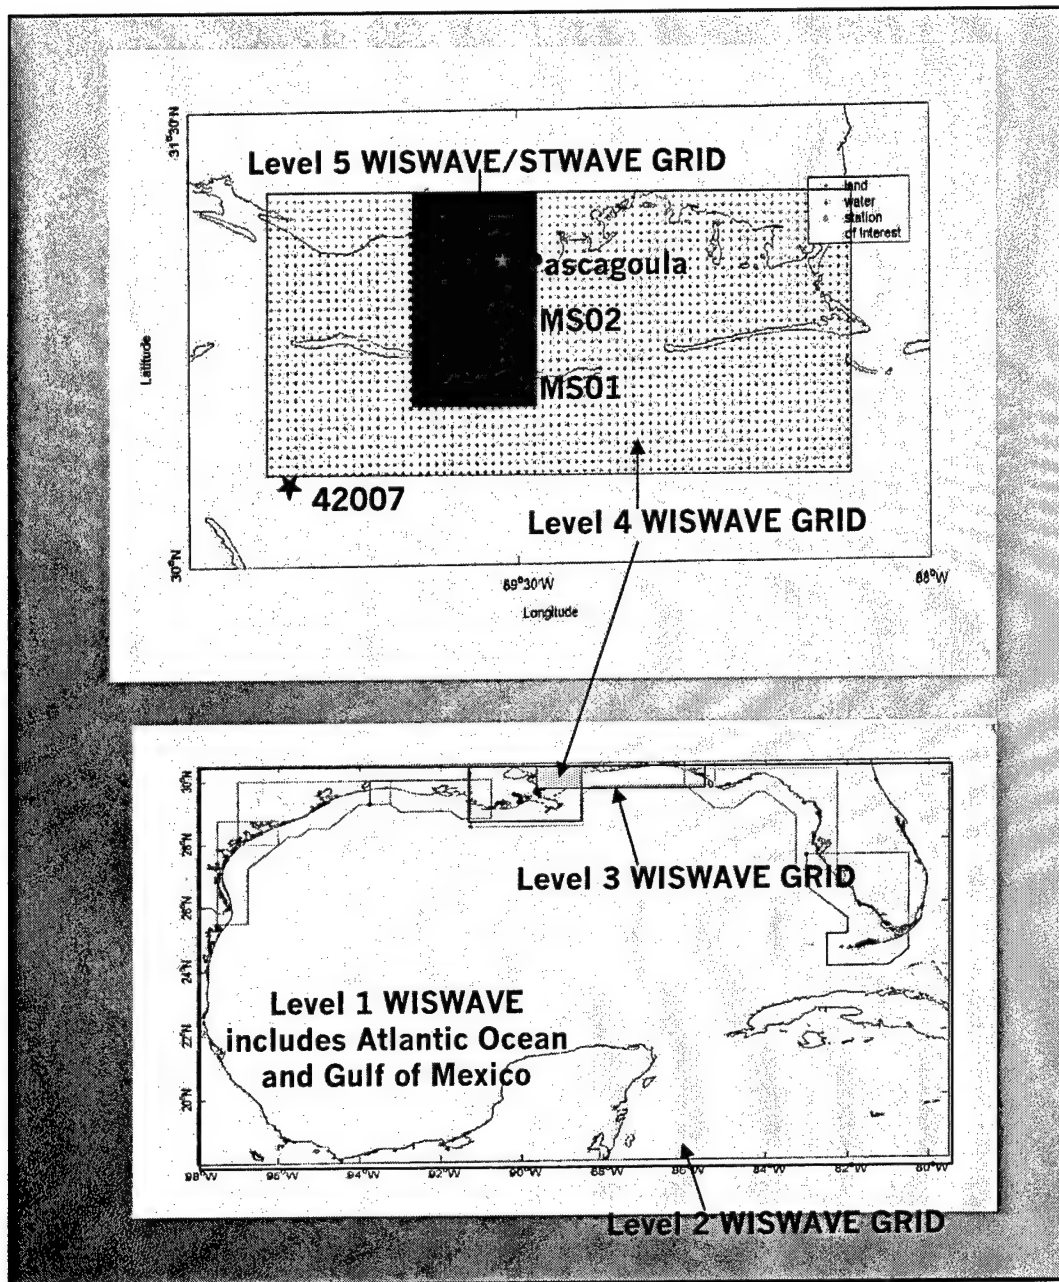 31°30'N
Level 5 WISWAVE/STWAVE GRID
land
water
station
of interest
ascagoula
MS02
Latitude
MS01
42007
Level 4 WISWAVE GRID
30°N
89°30'W
88°W
Longitude
30°N
28°N
Level 3 WISWAVE GRID
26°N
24°N
Level 1 WISWAVE
includes Atlantic Ocean
and Gulf of Mexico
22°N
20°N
98°W 96°W 94°W 92°W 90°W 88°W 86°W 84°W 82°W 80°W
Level 2 WISWAVE GRID